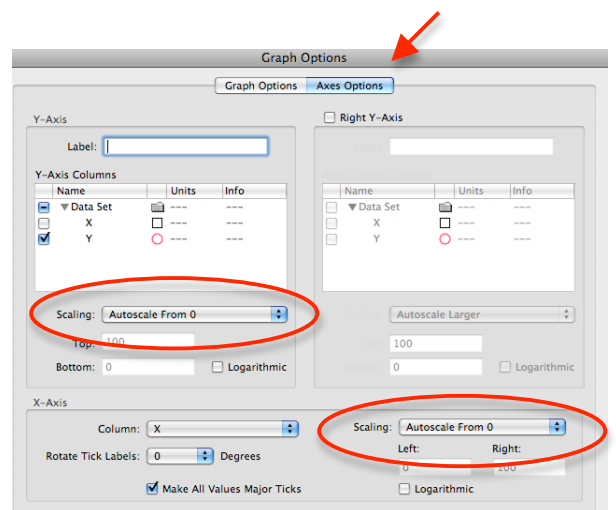 Graph Options
Graph Options Axes Options
Y-Axis
Label:
Y-Axis Columns
Name Units Info
Data Set --- ---
X --- ---
Y --- ---
Scaling: Autoscale From 0
Top: 100
Bottom: 0 Logarithmic
Right Y-Axis
Name Units Info
Data Set --- ---
X --- ---
Y --- ---
Autoscale Larger
100
0 Logarithmic
X-Axis
Column: X
Rotate Tick Labels: 0 Degrees
Make All Values Major Ticks
Scaling: Autoscale From 0
Left: Right:
0 100
Logarithmic